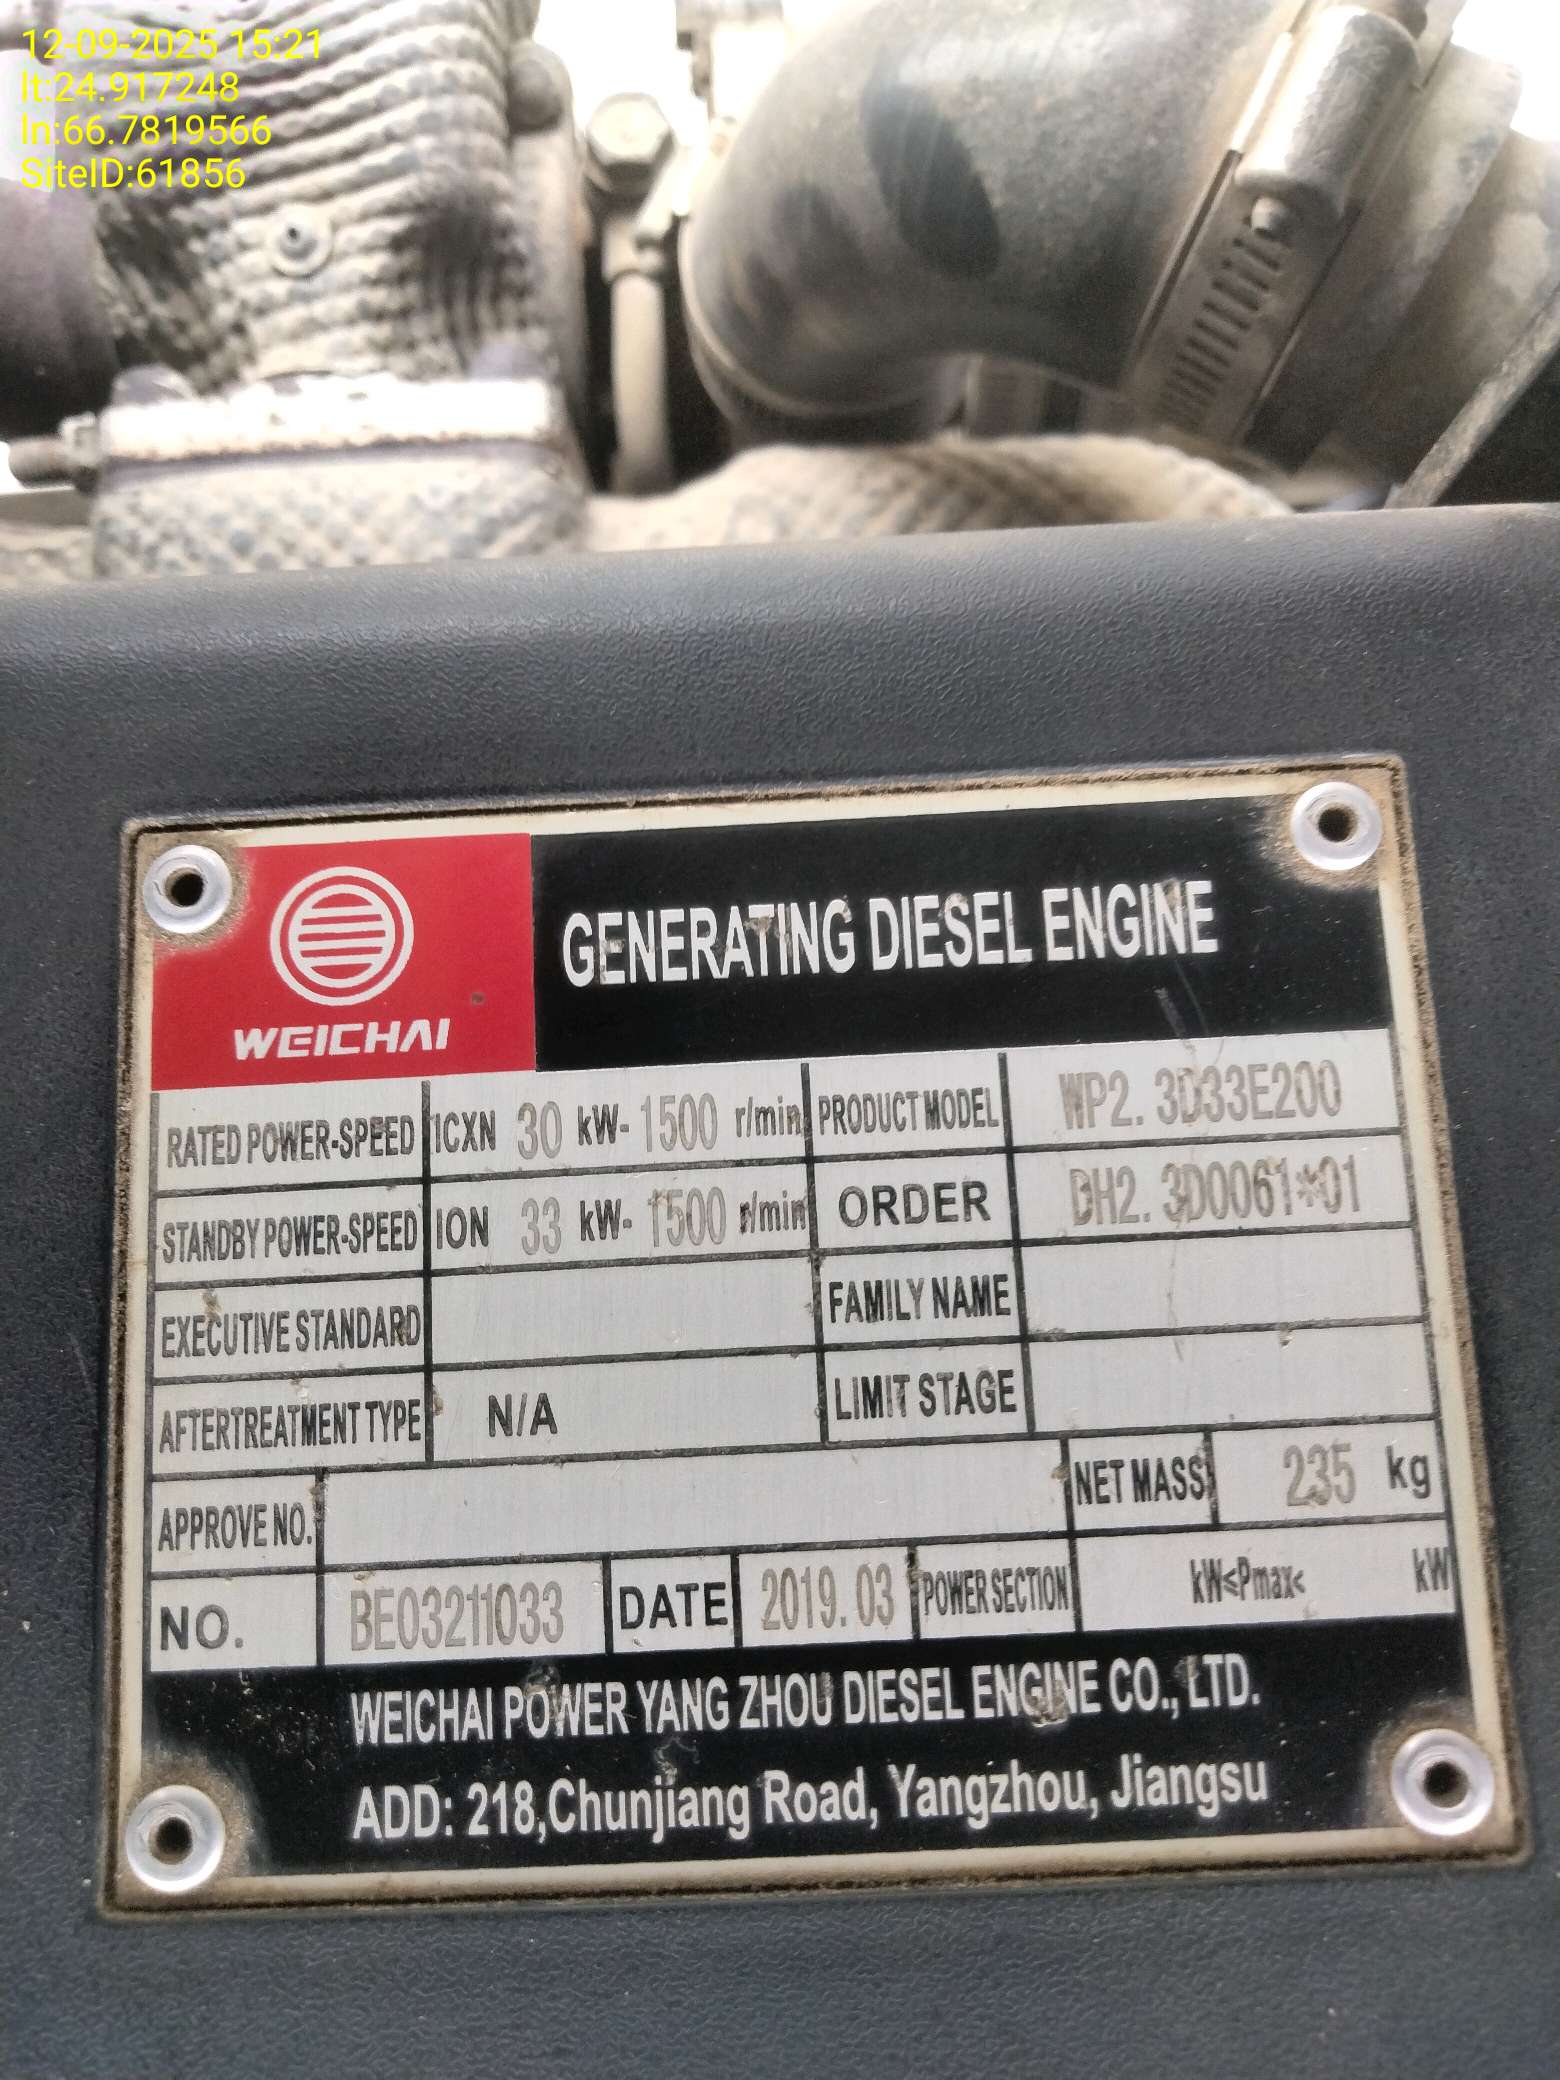 12-09-2025 15:21
lt:24.917248
ln:66.7819566
SiteID:61856
WEICHAI
GENERATING DIESEL ENGINE
RATED POWER-SPEED ICXN 30 kW- 1500 r/min PRODUCT MODEL WP2.3D33E200
STANDBY POWER-SPEED ION 33 kW- 1500 r/min ORDER DH2.3D0061*01
EXECUTIVE STANDARD FAMILY NAME
AFTERTREATMENT TYPE N/A LIMIT STAGE
APPROVE NO. NET MASS 235 kg
NO. BE03211033 DATE 2019.03 POWER SECTION kW≤Pmax< kW
WEICHAI POWER YANG ZHOU DIESEL ENGINE CO., LTD.
ADD: 218,Chunjiang Road, Yangzhou, Jiangsu